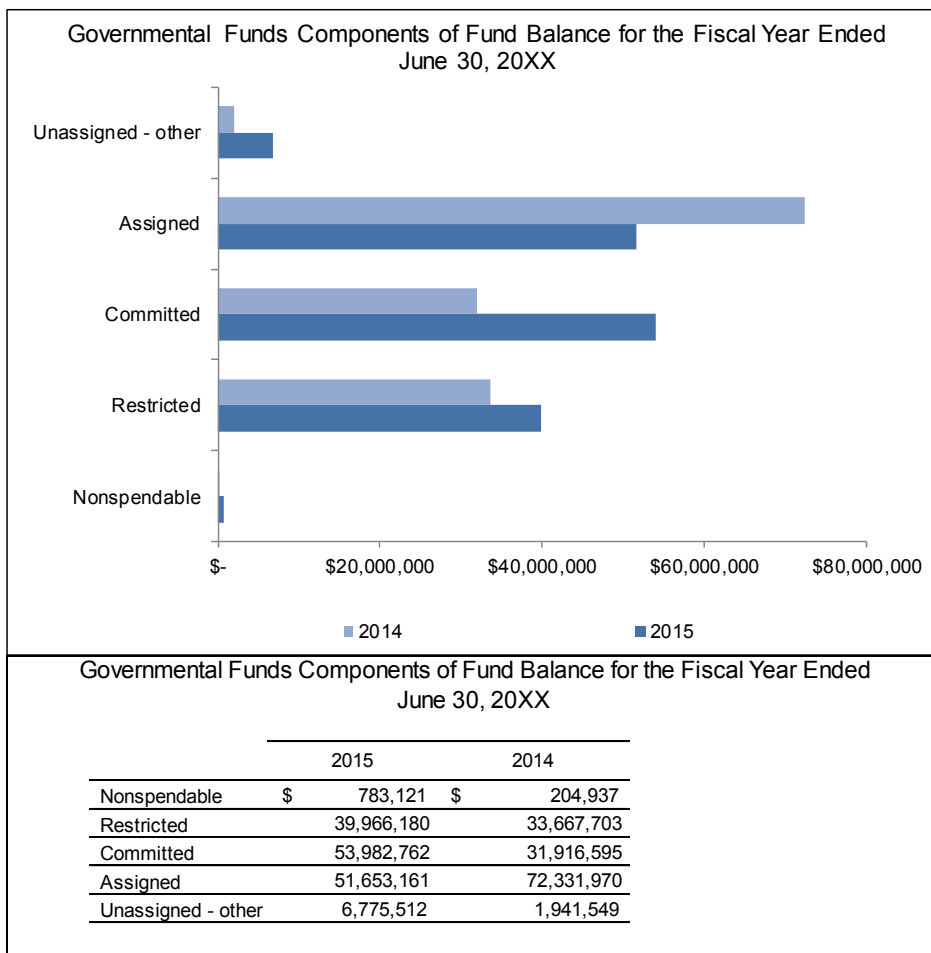 Governmental Funds Components of Fund Balance for the Fiscal Year Ended
June 30, 20XX
Unassigned - other
Assigned
Committed
Restricted
Nonspendable
$- $20,000,000 $40,000,000 $60,000,000 $80,000,000
2014 2015
Governmental Funds Components of Fund Balance for the Fiscal Year Ended
June 30, 20XX
2015 2014
Nonspendable $ 783,121 $ 204,937
Restricted 39,966,180 33,667,703
Committed 53,982,762 31,916,595
Assigned 51,653,161 72,331,970
Unassigned - other 6,775,512 1,941,549